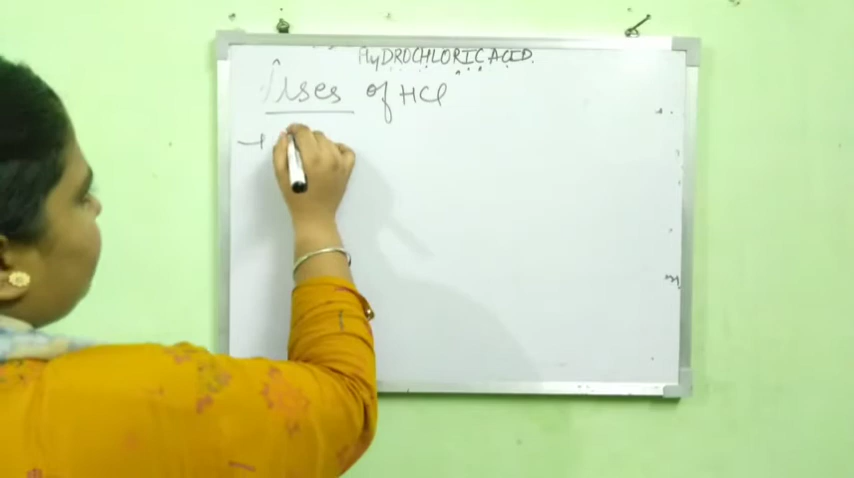 HyDROCHLORIC ACID.
Uses of HCl
→